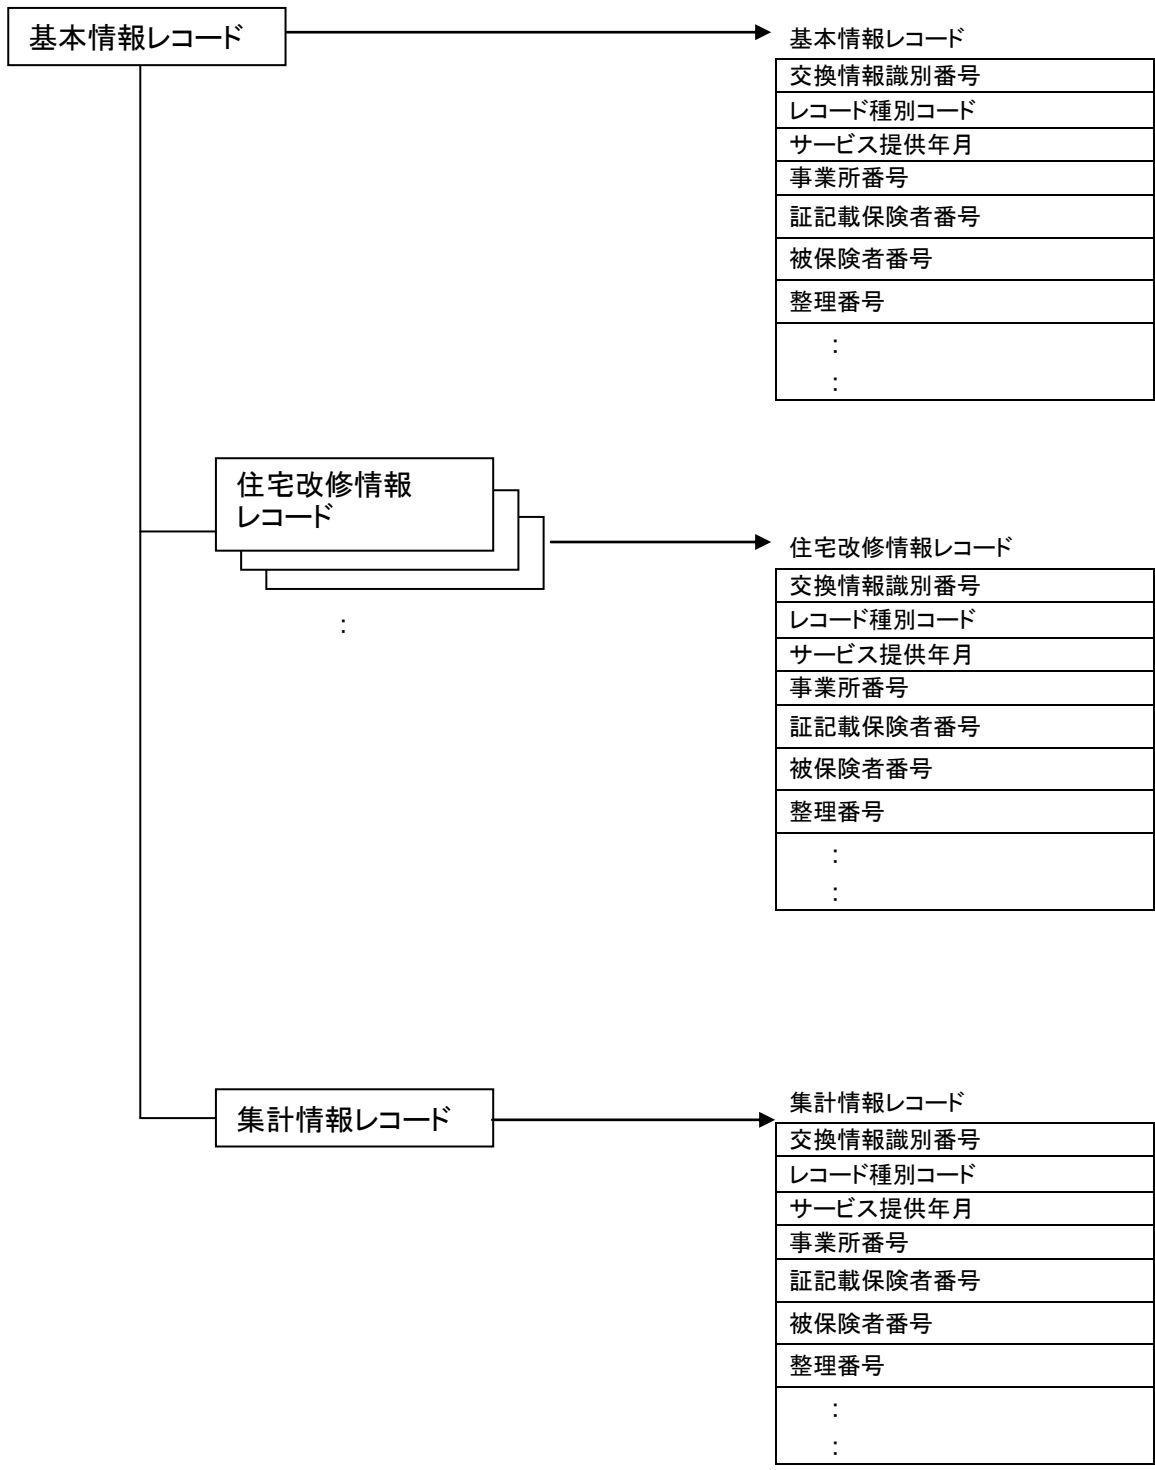 基本情報レコード
基本情報レコード
交換情報識別番号
レコード種別コード
サービス提供年月
事業所番号
証記載保険者番号
被保険者番号
整理番号
：
：
住宅改修情報
レコード
：
住宅改修情報レコード
交換情報識別番号
レコード種別コード
サービス提供年月
事業所番号
証記載保険者番号
被保険者番号
整理番号
：
：
集計情報レコード
集計情報レコード
交換情報識別番号
レコード種別コード
サービス提供年月
事業所番号
証記載保険者番号
被保険者番号
整理番号
：
：